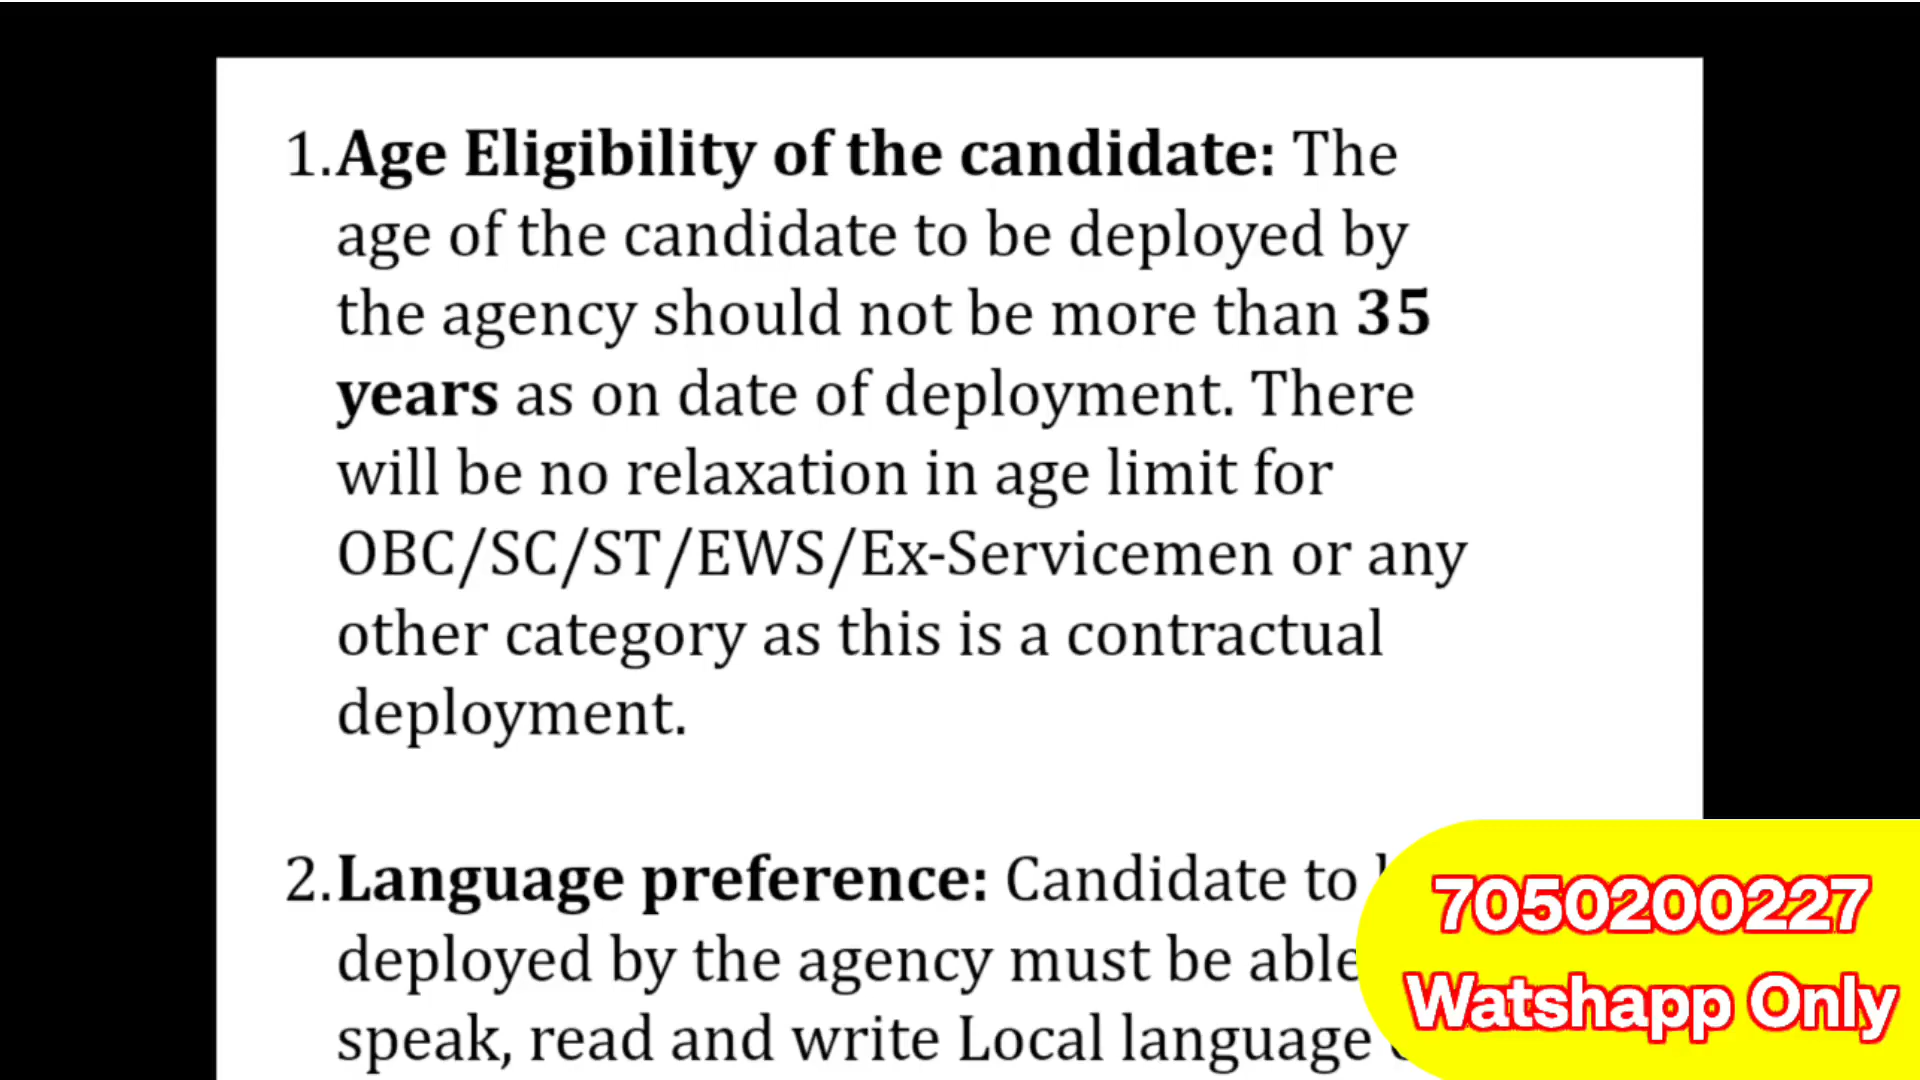 1.Age Eligibility of the candidate: The
age of the candidate to be deployed by
the agency should not be more than 35
years as on date of deployment. There
will be no relaxation in age limit for
OBC/SC/ST/EWS/Ex-Servicemen or any
other category as this is a contractual
deployment.
2.Language preference: Candidate to
deployed by the agency must be able
speak, read and write Local language
7050200227
Watshapp Only